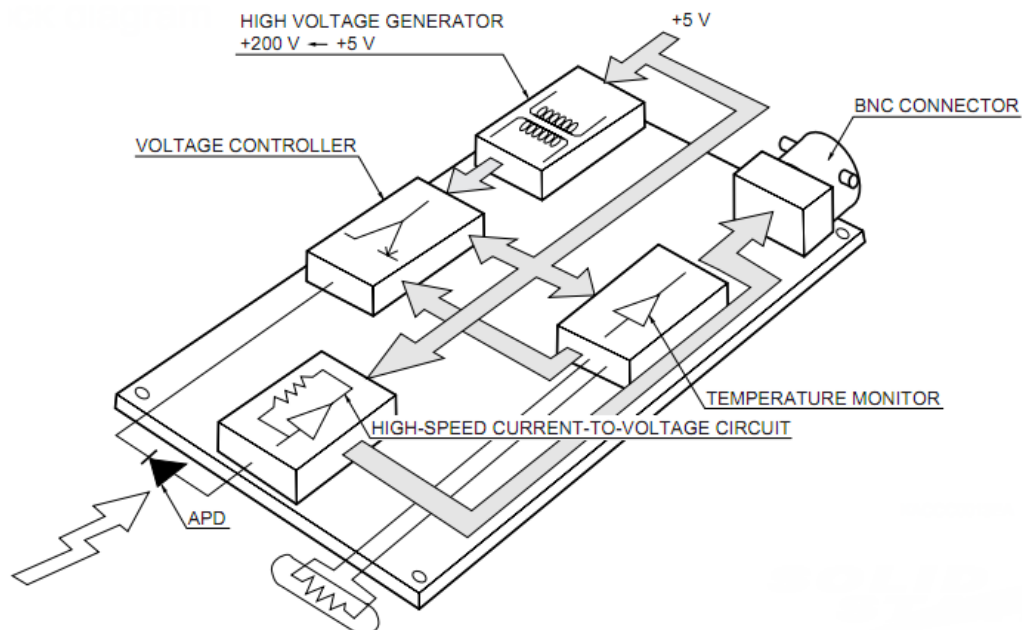 HIGH VOLTAGE GENERATOR
+200 V ← +5 V
+5 V
BNC CONNECTOR
VOLTAGE CONTROLLER
TEMPERATURE MONITOR
HIGH-SPEED CURRENT-TO-VOLTAGE CIRCUIT
APD